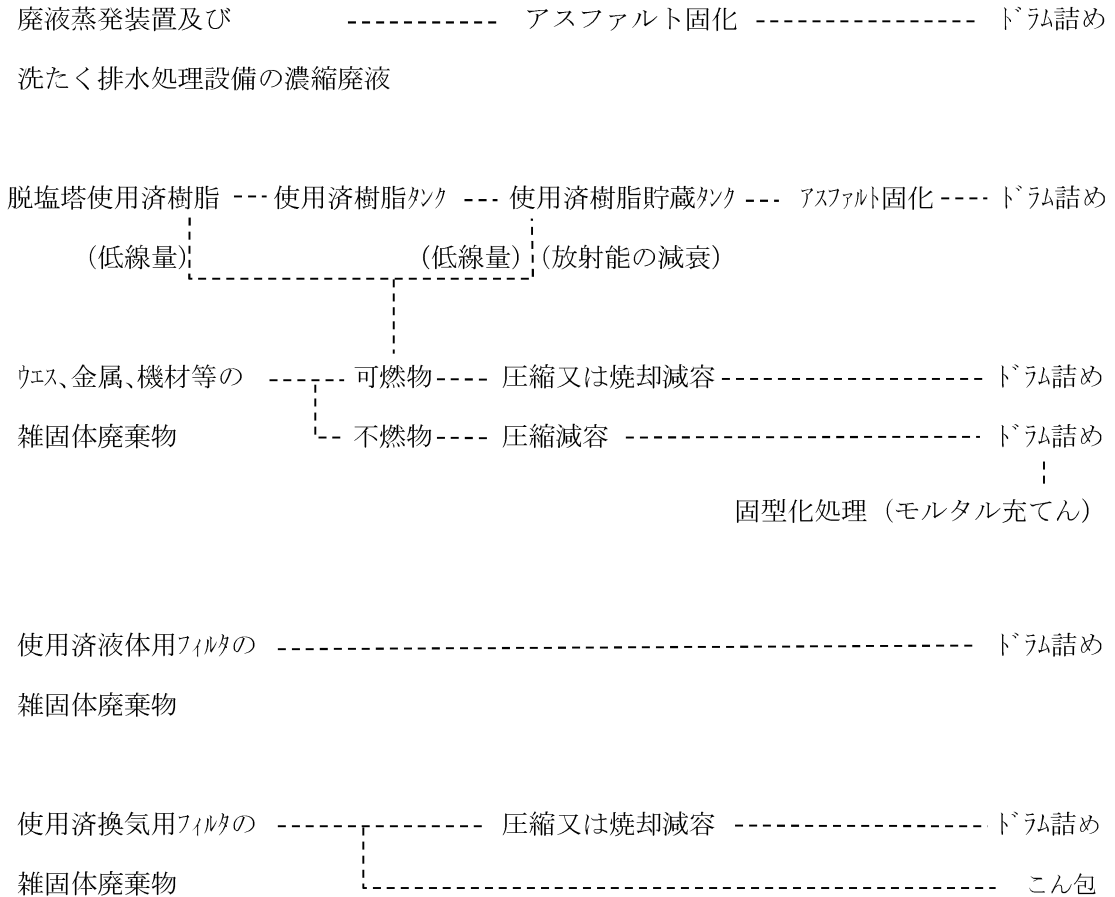 廃液蒸発装置及び アスファルト固化 ドラム詰め
洗たく排水処理設備の濃縮廃液
脱塩塔使用済樹脂 使用済樹脂タンク 使用済樹脂貯蔵タンク アスファルト固化 ドラム詰め
(低線量) (低線量) (放射能の減衰)
ウエス、金属、機材等の 可燃物 圧縮又は焼却減容 ドラム詰め
雑固体廃棄物 不燃物 圧縮減容 ドラム詰め
固型化処理(モルタル充てん)
使用済液体用フィルタの ドラム詰め
雑固体廃棄物
使用済換気用フィルタの 圧縮又は焼却減容 ドラム詰め
雑固体廃棄物 こん包